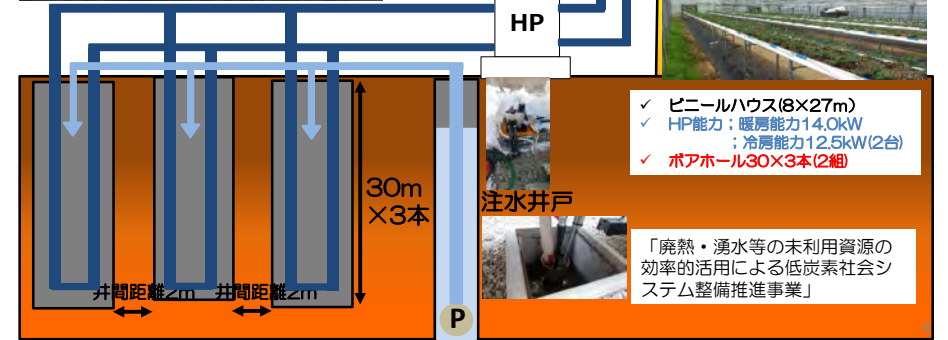 HP
✓ ビニールハウス(8×27m)
✓ HP能力；暖房能力14.0kW
；冷房能力12.5kW(2台)
✓ ボアホール30×3本(2組)
30m
×3本
注水井戸
「廃熱・湧水等の未利用資源の
効率的活用による低炭素社会シ
ステム整備推進事業」
井間距離2m 井間距離2m
P